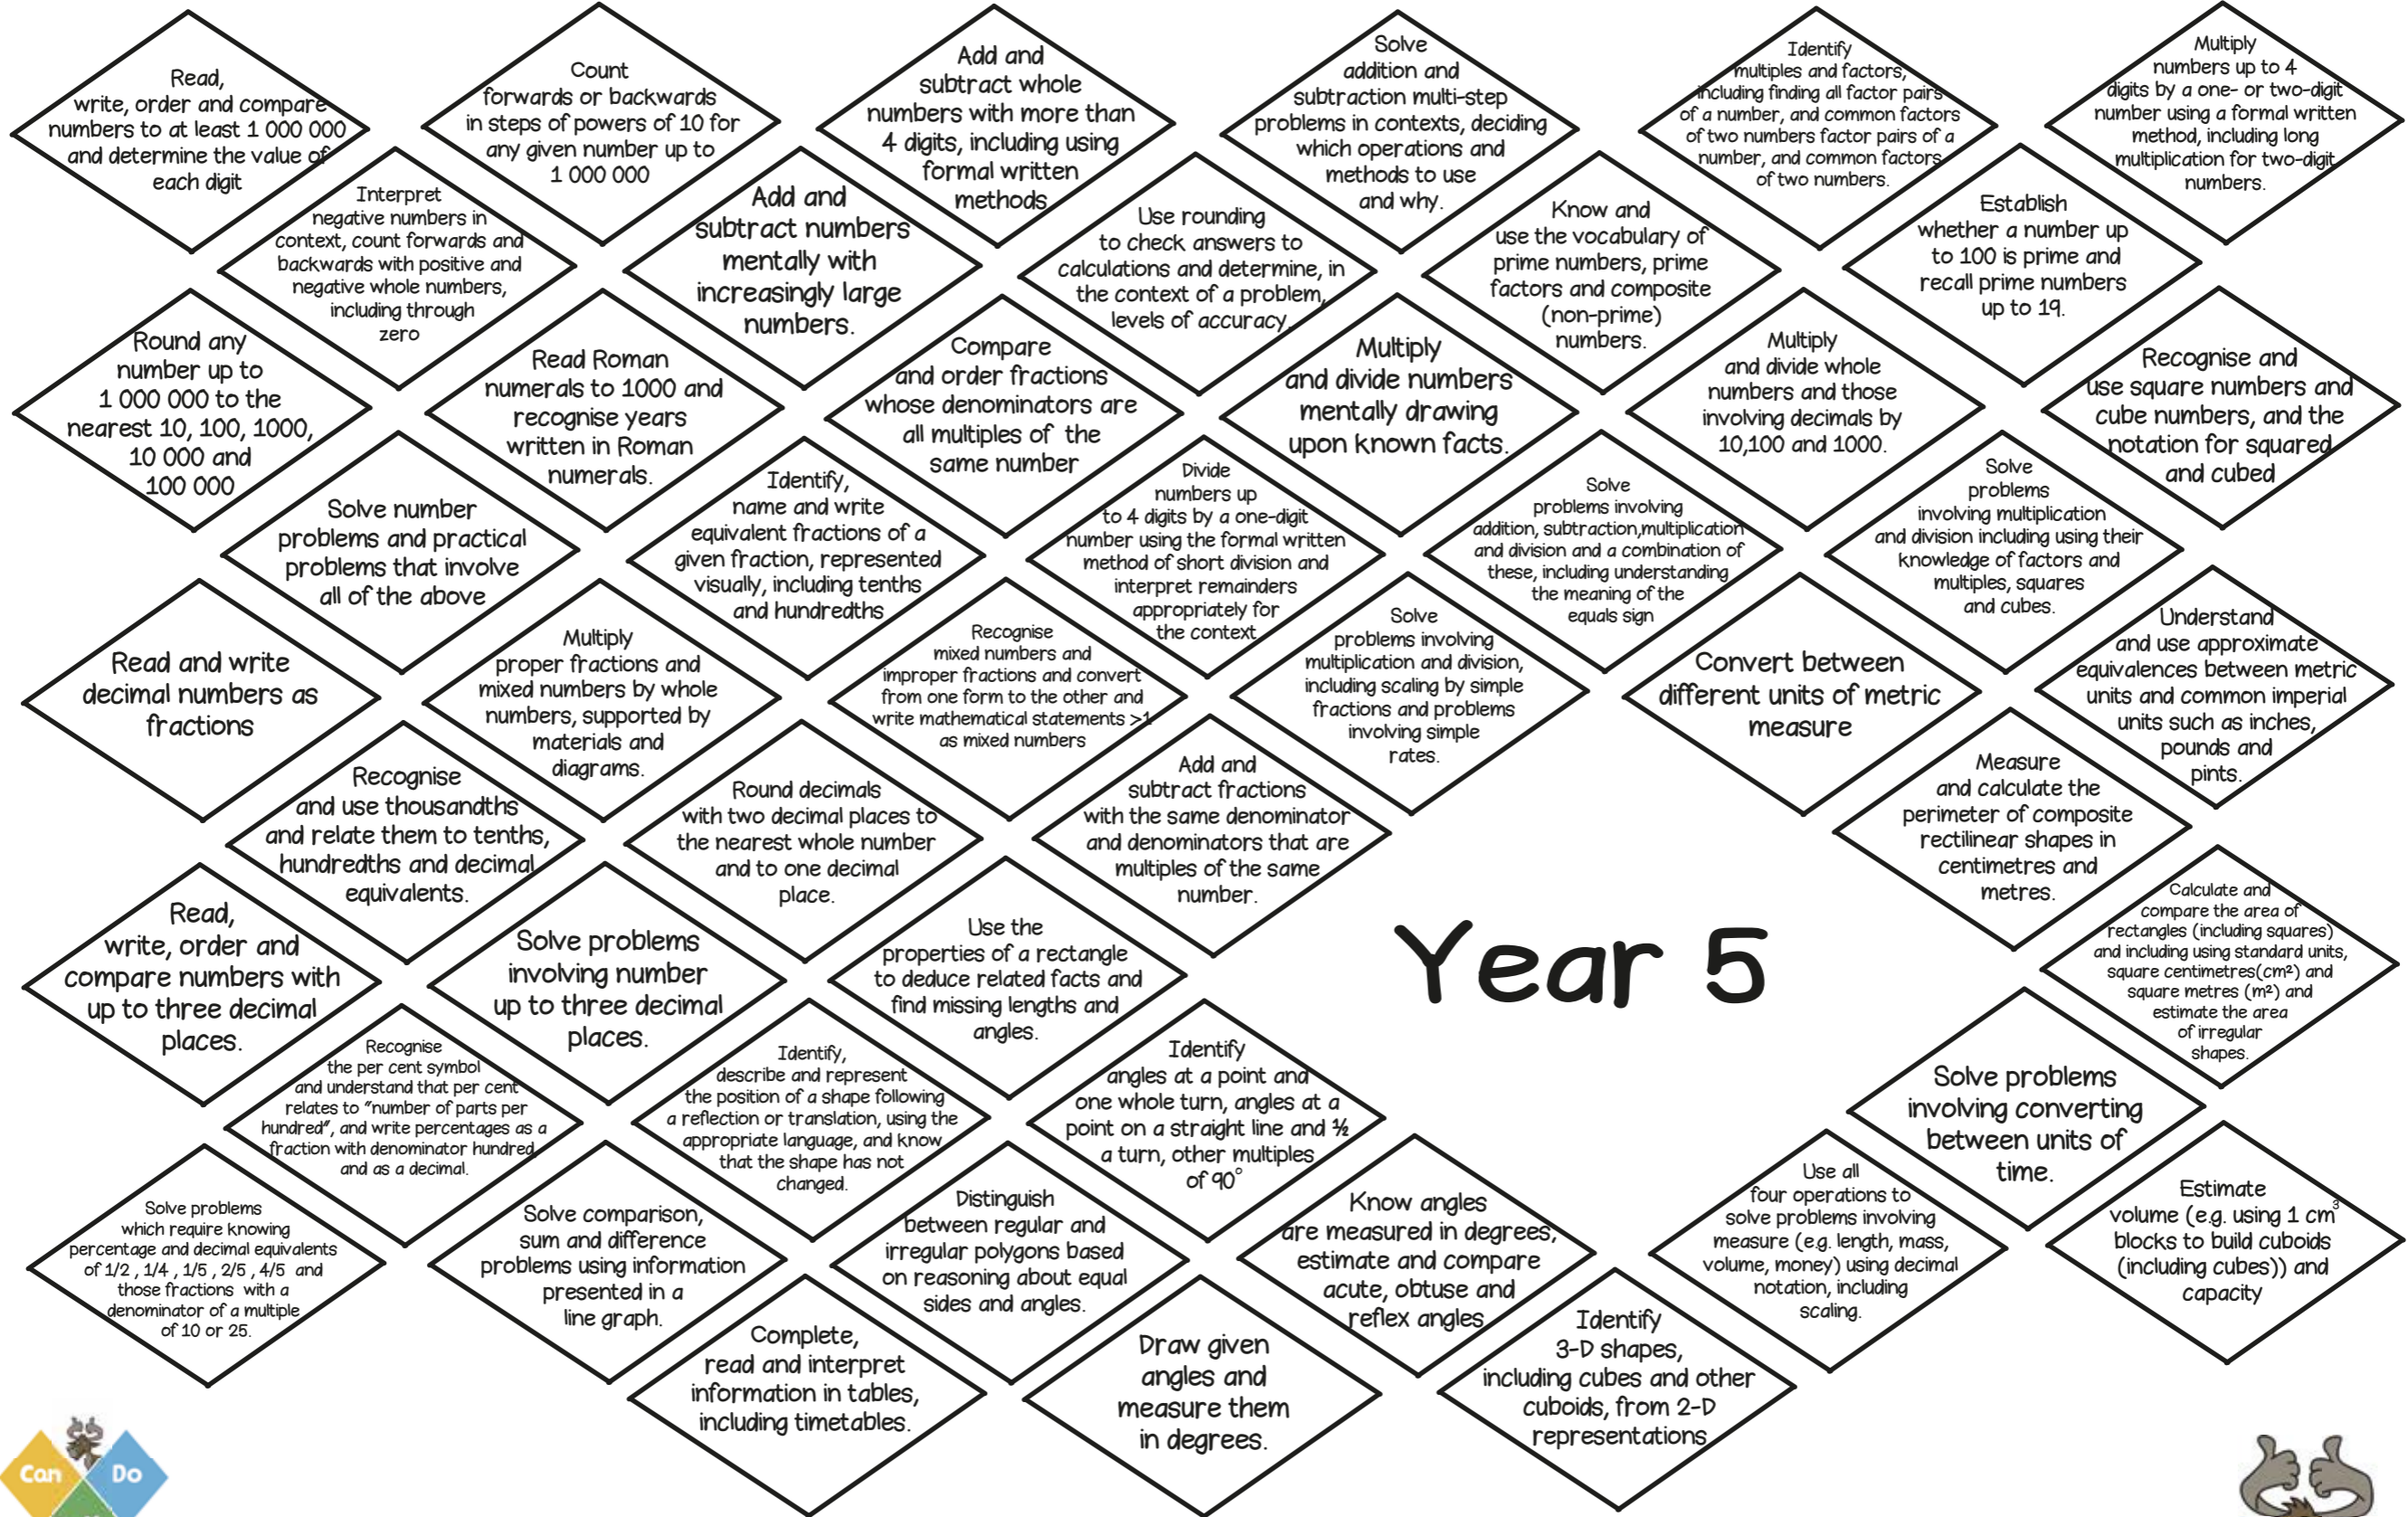 Read,
write, order and compare
numbers to at least 1 000 000
and determine the value of
each digit
Count
forwards or backwards
in steps of powers of 10 for
any given number up to
1 000 000
Add and
subtract whole
numbers with more than
4 digits, including using
formal written
methods
Solve
addition and
subtraction multi-step
problems in contexts, deciding
which operations and
methods to use
and why.
Identify
multiples and factors,
including finding all factor pairs
of a number, and common factors
of two numbers factor pairs of a
number, and common factors
of two numbers.
Multiply
numbers up to 4
digits by a one- or two-digit
number using a formal written
method, including long
multiplication for two-digit
numbers.
Interpret
negative numbers in
context, count forwards and
backwards with positive and
negative whole numbers,
including through
zero
Add and
subtract numbers
mentally with
increasingly large
numbers.
Use rounding
to check answers to
calculations and determine, in
the context of a problem,
levels of accuracy.
Know and
use the vocabulary of
prime numbers, prime
factors and composite
(non-prime)
numbers.
Establish
whether a number up
to 100 is prime and
recall prime numbers
up to 19.
Round any
number up to
1 000 000 to the
nearest 10, 100, 1000,
10 000 and
100 000
Read Roman
numerals to 1000 and
recognise years
written in Roman
numerals.
Compare
and order fractions
whose denominators are
all multiples of the
same number
Multiply
and divide numbers
mentally drawing
upon known facts.
Multiply
and divide whole
numbers and those
involving decimals by
10,100 and 1000.
Recognise and
use square numbers and
cube numbers, and the
notation for squared
and cubed
Solve number
problems and practical
problems that involve
all of the above
Identify,
name and write
equivalent fractions of a
given fraction, represented
visually, including tenths
and hundredths
Divide
numbers up
to 4 digits by a one-digit
number using the formal written
method of short division and
interpret remainders
appropriately for
the context
Solve
problems involving
addition, subtraction,multiplication
and division and a combination of
these, including understanding
the meaning of the
equals sign
Solve
problems
involving multiplication
and division including using their
knowledge of factors and
multiples, squares
and cubes.
Read and write
decimal numbers as
fractions
Multiply
proper fractions and
mixed numbers by whole
numbers, supported by
materials and
diagrams.
Recognise
mixed numbers and
improper fractions and convert
from one form to the other and
write mathematical statements >1
as mixed numbers
Solve
problems involving
multiplication and division,
including scaling by simple
fractions and problems
involving simple
rates.
Convert between
different units of metric
measure
Understand
and use approximate
equivalences between metric
units and common imperial
units such as inches,
pounds and
pints.
Recognise
and use thousandths
and relate them to tenths,
hundredths and decimal
equivalents.
Round decimals
with two decimal places to
the nearest whole number
and to one decimal
place.
Add and
subtract fractions
with the same denominator
and denominators that are
multiples of the same
number.
Measure
and calculate the
perimeter of composite
rectilinear shapes in
centimetres and
metres.
Read,
write, order and
compare numbers with
up to three decimal
places.
Solve problems
involving number
up to three decimal
places.
Use the
properties of a rectangle
to deduce related facts and
find missing lengths and
angles.
Year 5
Calculate and
compare the area of
rectangles (including squares)
and including using standard units,
square centimetres(cm²) and
square metres (m²) and
estimate the area
of irregular
shapes.
Recognise
the per cent symbol
and understand that per cent
relates to "number of parts per
hundred", and write percentages as a
fraction with denominator hundred,
and as a decimal.
Identify,
describe and represent
the position of a shape following
a reflection or translation, using the
appropriate language, and know
that the shape has not
changed.
Identify
angles at a point and
one whole turn, angles at a
point on a straight line and ½
a turn, other multiples
of 90°
Solve problems
involving converting
between units of
time.
Solve problems
which require knowing
percentage and decimal equivalents
of 1/2 , 1/4 , 1/5 , 2/5 , 4/5 and
those fractions with a
denominator of a multiple
of 10 or 25.
Solve comparison,
sum and difference
problems using information
presented in a
line graph.
Distinguish
between regular and
irregular polygons based
on reasoning about equal
sides and angles.
Know angles
are measured in degrees,
estimate and compare
acute, obtuse and
reflex angles
Use all
four operations to
solve problems involving
measure (e.g. length, mass,
volume, money) using decimal
notation, including
scaling.
Estimate
volume (e.g. using 1 cm³
blocks to build cuboids
(including cubes)) and
capacity
Complete,
read and interpret
information in tables,
including timetables.
Draw given
angles and
measure them
in degrees.
Identify
3-D shapes,
including cubes and other
cuboids, from 2-D
representations
Can Do